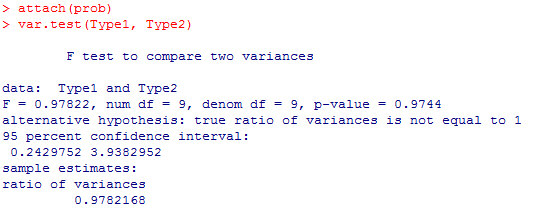 > attach(prob)
> var.test(Type1, Type2)
F test to compare two variances
data:  Type1 and Type2
F = 0.97822, num df = 9, denom df = 9, p-value = 0.9744
alternative hypothesis: true ratio of variances is not equal to 1
95 percent confidence interval:
0.2429752 3.9382952
sample estimates:
ratio of variances
0.9782168